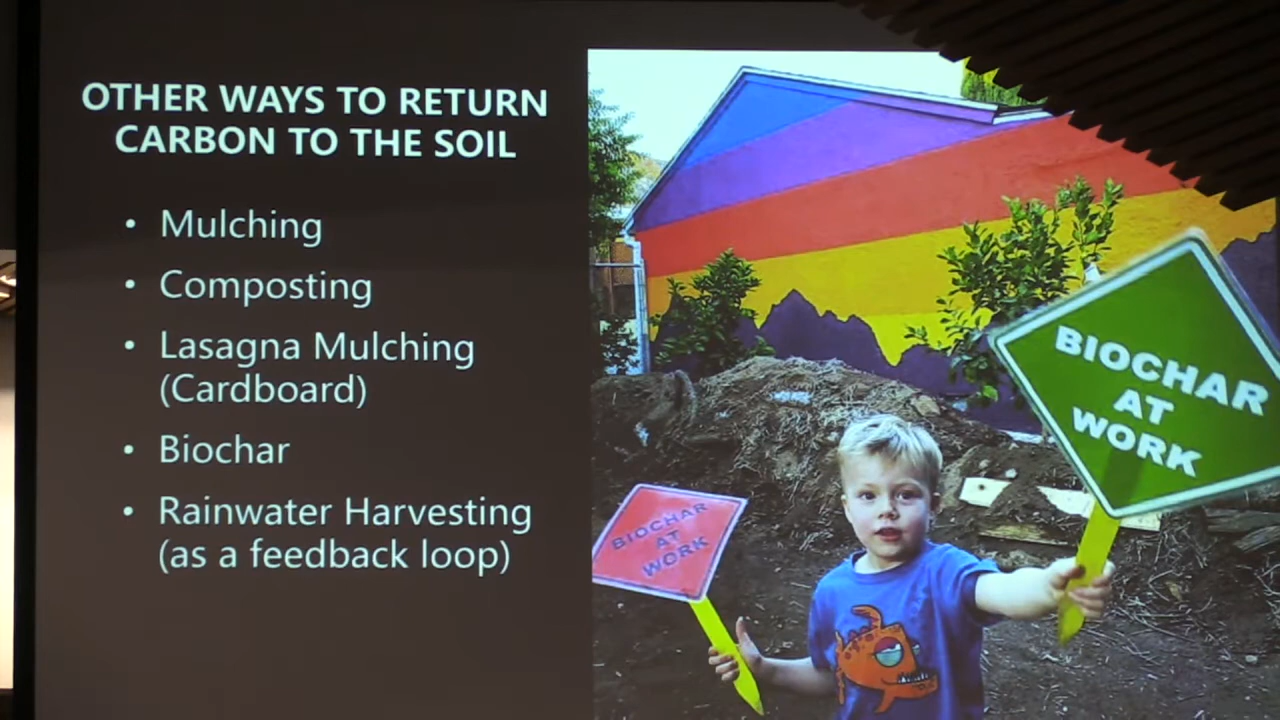 OTHER WAYS TO RETURN
CARBON TO THE SOIL
• Mulching
• Composting
• Lasagna Mulching
(Cardboard)
• Biochar
• Rainwater Harvesting
(as a feedback loop)
BIOCHAR
AT
WORK
BIOCHAR
AT
WORK